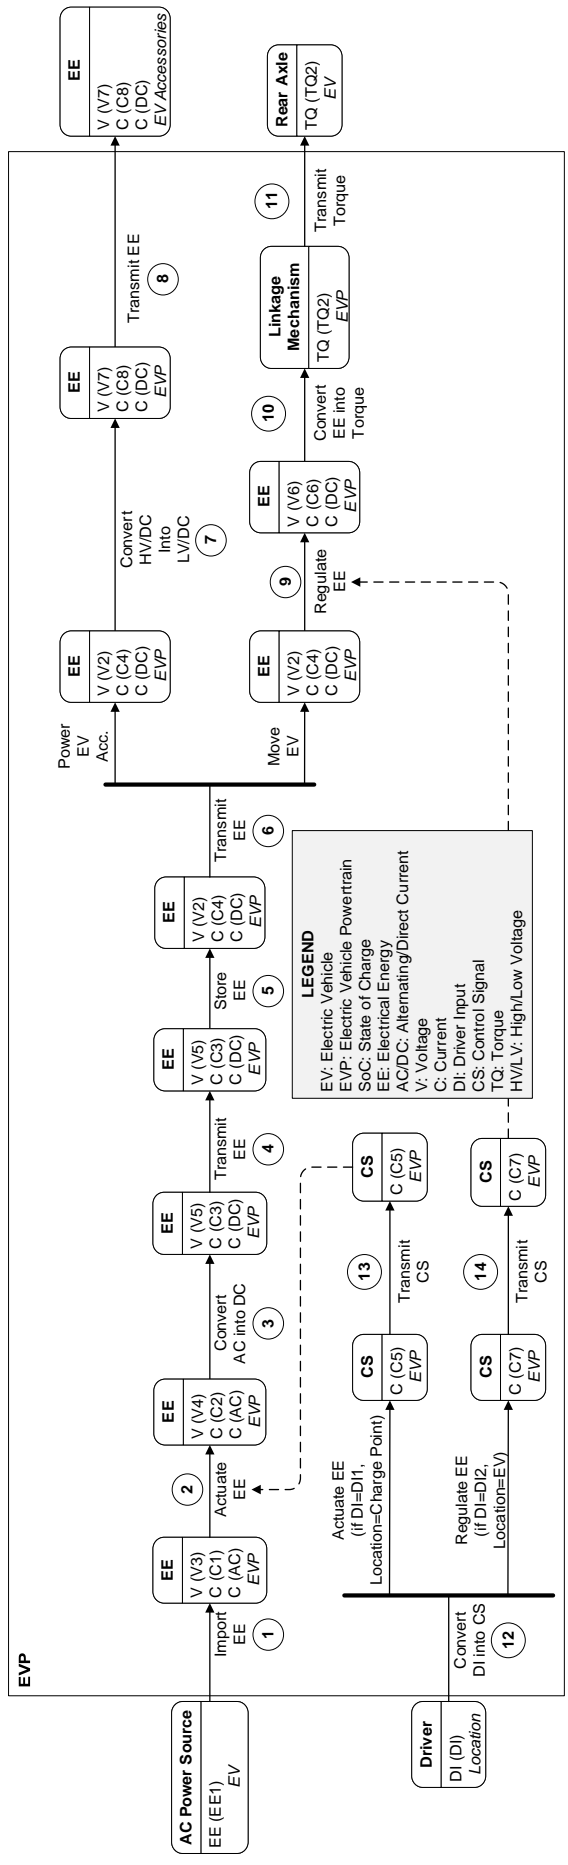 EVP
AC Power Source
EE (EE1)
EV
Import
EE
1
EE
V (V3)
C (C1)
C (AC)
EVP
2
Actuate
EE
EE
V (V4)
C (C2)
C (AC)
EVP
Convert
AC into DC
3
EE
V (V5)
C (C3)
C (DC)
EVP
Transmit
EE
4
EE
V (V5)
C (C3)
C (DC)
EVP
Store
EE
5
EE
V (V2)
C (C4)
C (DC)
EVP
Transmit
EE
6
Power
EV
Acc.
EE
V (V2)
C (C4)
C (DC)
EVP
Convert
HV/DC
Into
LV/DC
7
EE
V (V7)
C (C8)
C (DC)
EVP
Transmit EE
8
EE
V (V7)
C (C8)
C (DC)
EV Accessories
Move
EV
EE
V (V2)
C (C4)
C (DC)
EVP
9
Regulate
EE
EE
V (V6)
C (C6)
C (DC)
EVP
10
Convert
EE into
Torque
Linkage
Mechanism
TQ (TQ2)
EVP
11
Transmit
Torque
Rear Axle
TQ (TQ2)
EV
Driver
DI (DI)
Location
Convert
DI into CS
12
Actuate EE
(if DI=DI1,
Location=Charge Point)
CS
C (C5)
EVP
13
Transmit
CS
CS
C (C5)
EVP
Regulate EE
(if DI=DI2,
Location=EV)
CS
C (C7)
EVP
14
Transmit
CS
CS
C (C7)
EVP
LEGEND
EV: Electric Vehicle
EVP: Electric Vehicle Powertrain
SoC: State of Charge
EE: Electrical Energy
AC/DC: Alternating/Direct Current
V: Voltage
C: Current
DI: Driver Input
CS: Control Signal
TQ: Torque
HV/LV: High/Low Voltage